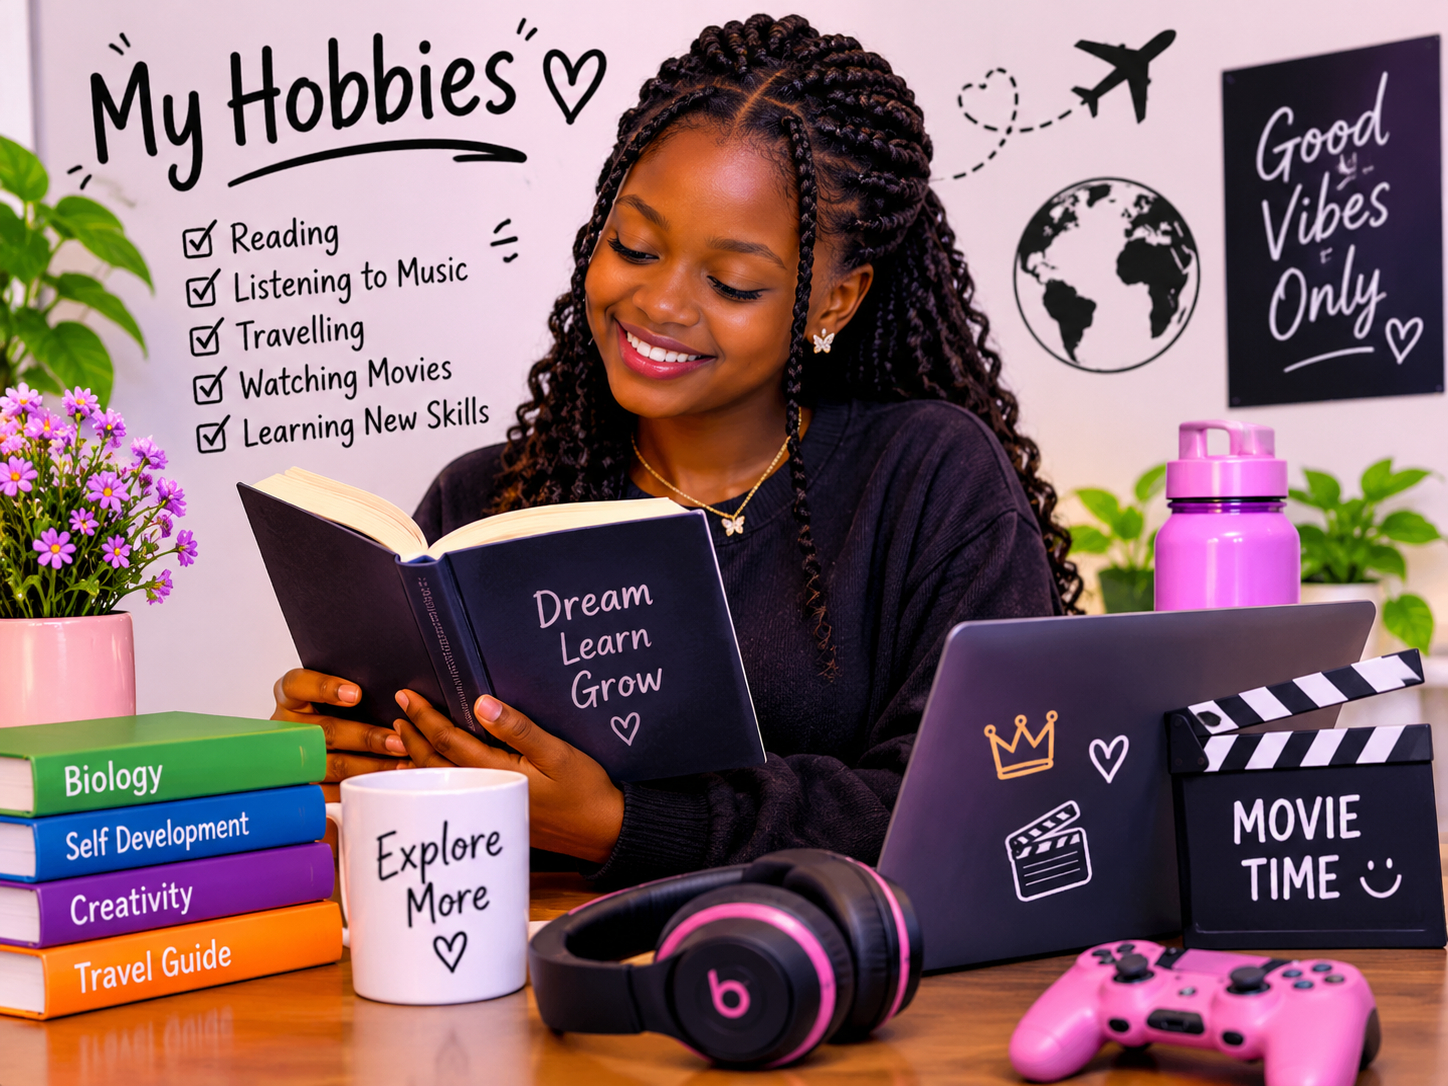 My Hobbies
Reading
Listening to Music
Travelling
Watching Movies
Learning New Skills
Good
Vibes
Only
Dream
Learn
Grow
Biology
Self Development
Creativity
Travel Guide
Explore
More
b
MOVIE
TIME